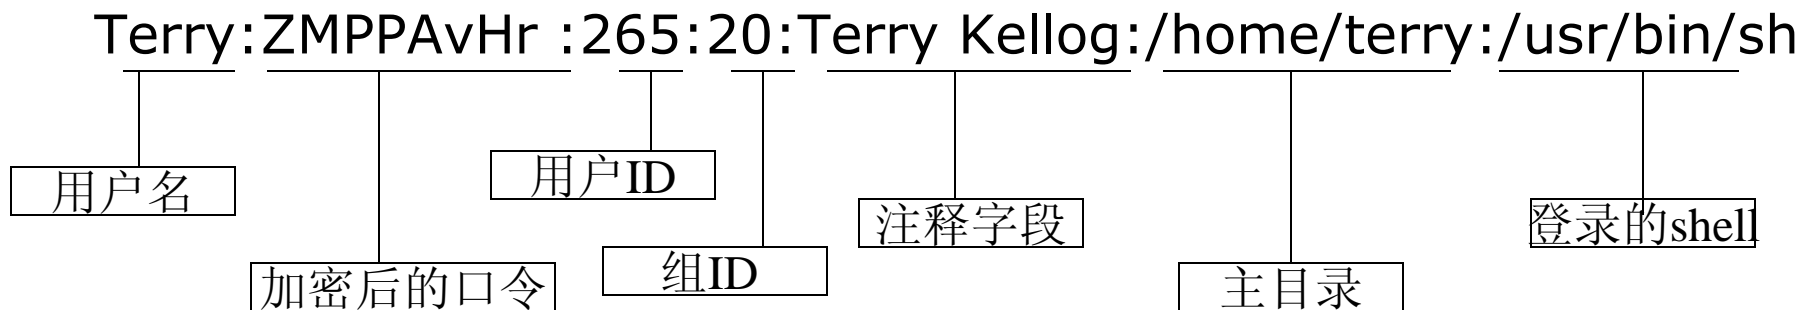 Terry:ZMPPAvHr :265:20:Terry Kellog:/home/terry:/usr/bin/sh
用户名
加密后的口令
用户ID
组ID
注释字段
主目录
登录的shell